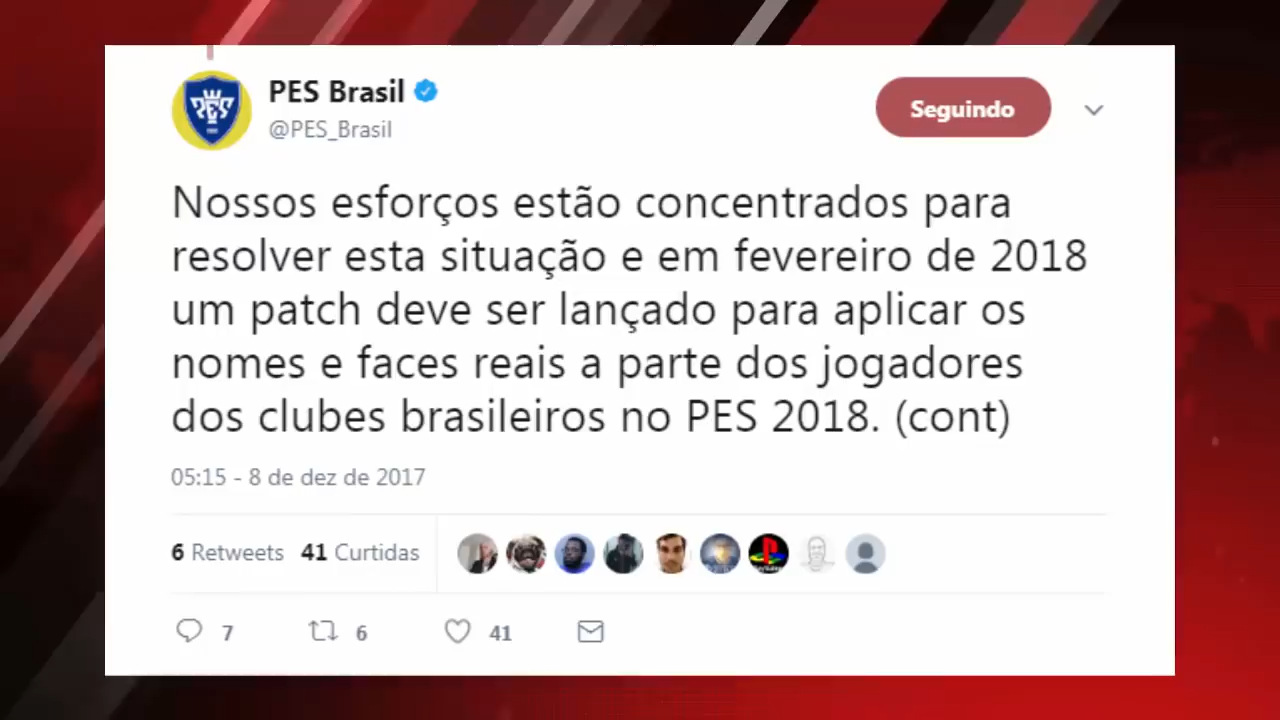 PES Brasil
@PES_Brasil
Seguindo
Nossos esforços estão concentrados para
resolver esta situação e em fevereiro de 2018
um patch deve ser lançado para aplicar os
nomes e faces reais a parte dos jogadores
dos clubes brasileiros no PES 2018. (cont)
05:15 - 8 de dez de 2017
6 Retweets 41 Curtidas
7 6 41